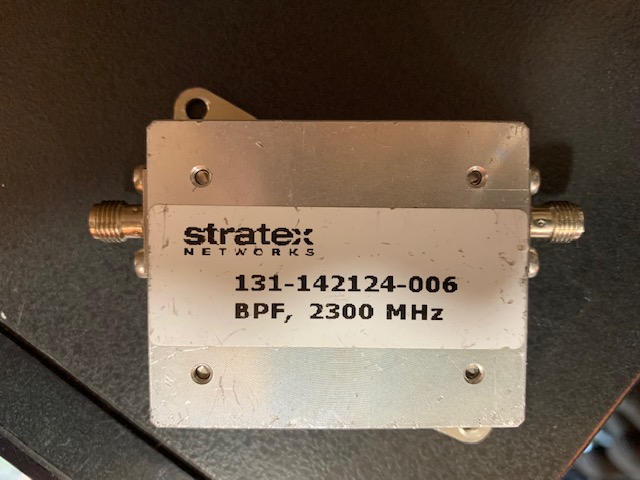 stratex
NETWORKS
131-142124-006
BPF, 2300 MHz